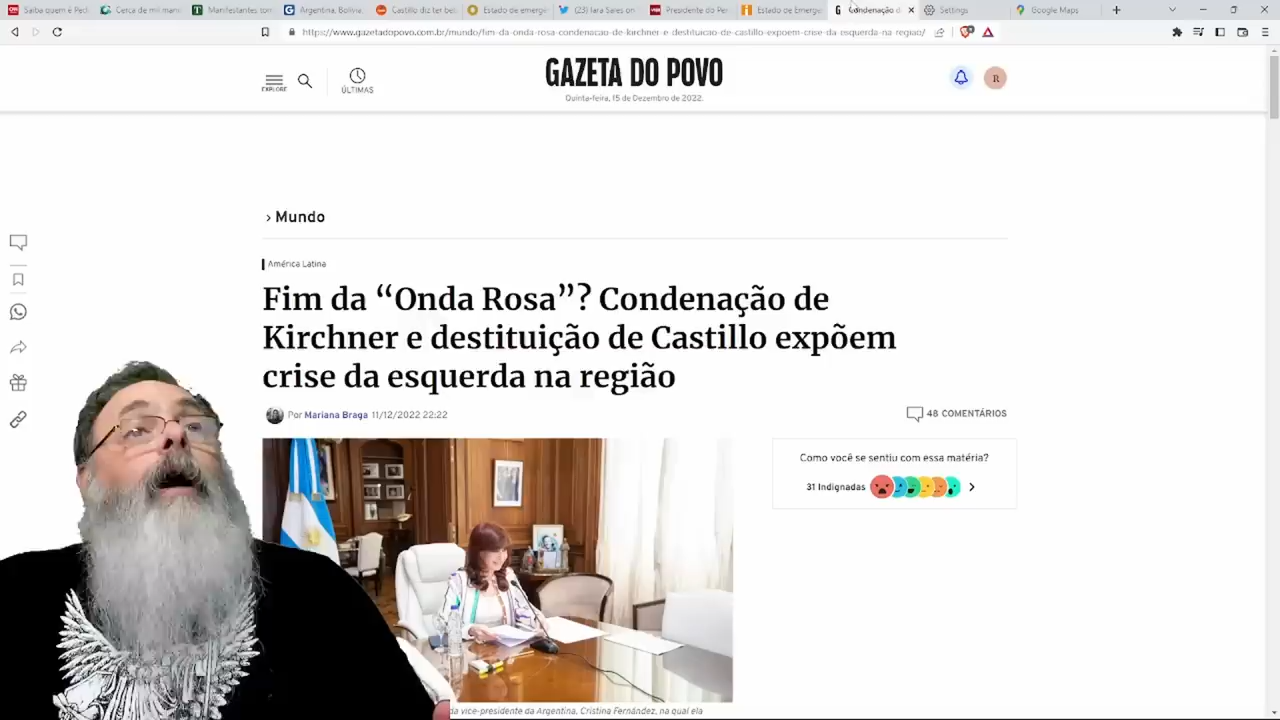 Saiba quem é Ped
Cerca de mil mani
Manifestantes tom
Argentina, Bolívia,
Castillo diz ter bei
Estado de emergê
(23) Iara Sales on
Presidente do Per
Estado de Emerg
Condenação d
Settings
Google Maps
https://www.gazetadopovo.com.br/mundo/fim-da-onda-rosa-condenacao-de-kirchner-e-destituicao-de-castillo-expoem-crise-da-esquerda-na-regiao/
EXPLORE
ÚLTIMAS
GAZETA DO POVO
Quinta-feira, 15 de Dezembro de 2022.
R
› Mundo
América Latina
Fim da “Onda Rosa”? Condenação de
Kirchner e destituição de Castillo expõem
crise da esquerda na região
Por Mariana Braga 11/12/2022 22:22
48 COMENTÁRIOS
Como você se sentiu com essa matéria?
31 Indignadas
da vice-presidente da Argentina, Cristina Fernández, na qual ela